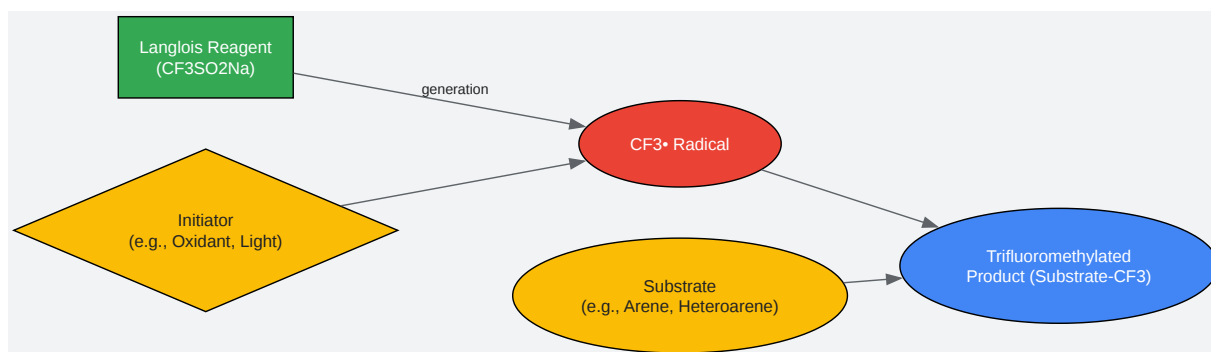 Langlois Reagent
(CF3SO2Na)
generation
CF3• Radical
Initiator
(e.g., Oxidant, Light)
Substrate
(e.g., Arene, Heteroarene)
Trifluoromethylated
Product (Substrate-CF3)